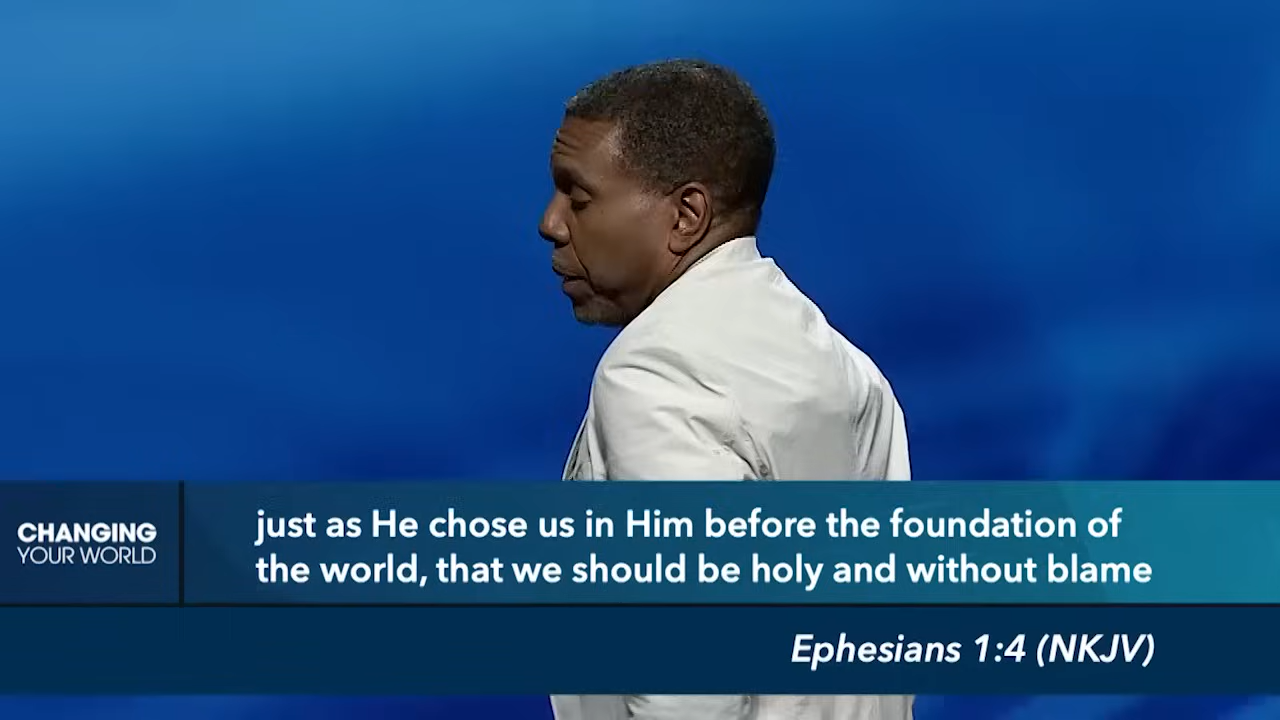 CHANGING
YOUR WORLD
just as He chose us in Him before the foundation of
the world, that we should be holy and without blame
Ephesians 1:4 (NKJV)